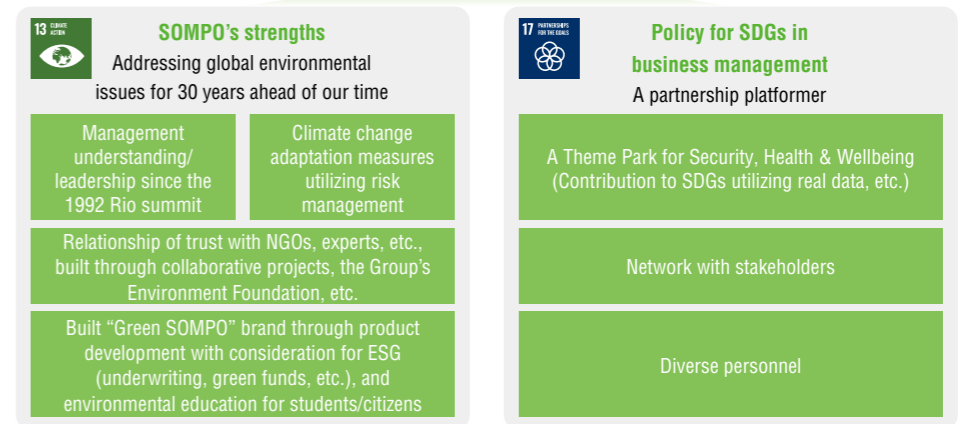 13 CLIMATE
ACTION
SOMPO’s strengths
Addressing global environmental
issues for 30 years ahead of our time
Management
understanding/
leadership since the
1992 Rio summit
Climate change
adaptation measures
utilizing risk
management
Relationship of trust with NGOs, experts, etc.,
built through collaborative projects, the Group’s
Environment Foundation, etc.
Built “Green SOMPO” brand through product
development with consideration for ESG
(underwriting, green funds, etc.), and
environmental education for students/citizens
17 PARTNERSHIPS
FOR THE GOALS
Policy for SDGs in
business management
A partnership platformer
A Theme Park for Security, Health & Wellbeing
(Contribution to SDGs utilizing real data, etc.)
Network with stakeholders
Diverse personnel